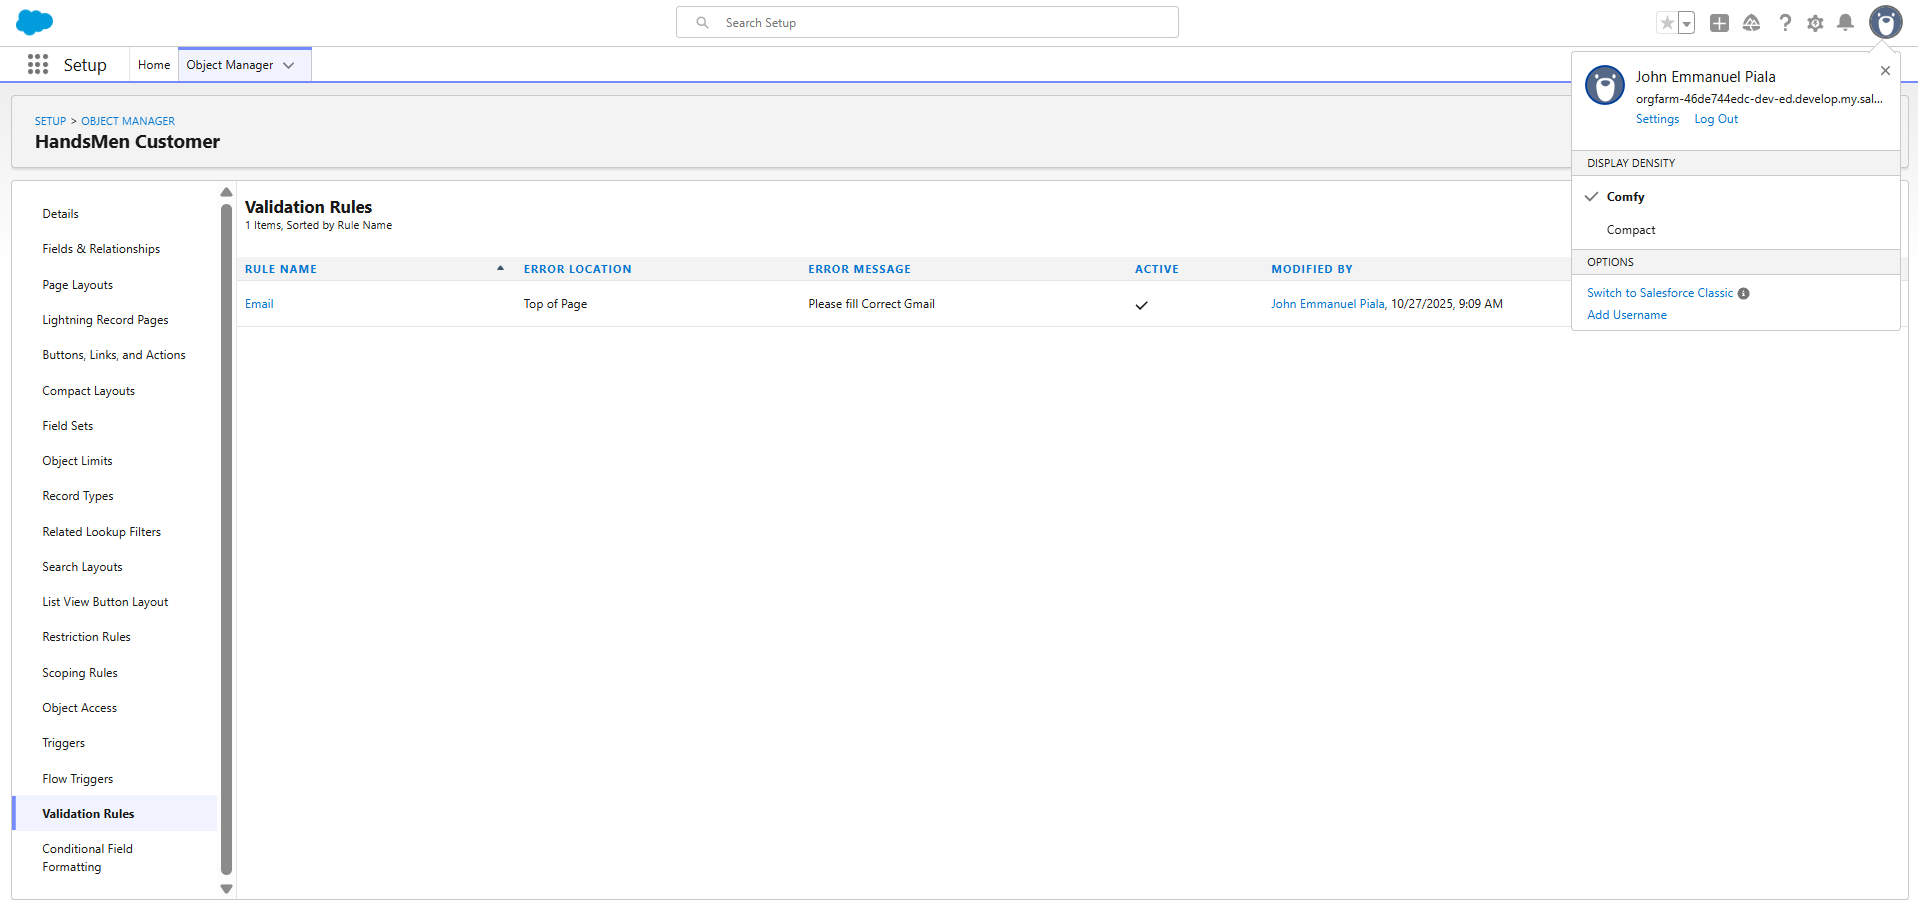 Search Setup
Setup
Home
Object Manager
SETUP > OBJECT MANAGER
HandsMen Customer
Details
Fields & Relationships
Page Layouts
Lightning Record Pages
Buttons, Links, and Actions
Compact Layouts
Field Sets
Object Limits
Record Types
Related Lookup Filters
Search Layouts
List View Button Layout
Restriction Rules
Scoping Rules
Object Access
Triggers
Flow Triggers
Validation Rules
Conditional Field
Formatting
Validation Rules
1 Items, Sorted by Rule Name
RULE NAME ERROR LOCATION ERROR MESSAGE ACTIVE MODIFIED BY
Email Top of Page Please fill Correct Gmail John Emmanuel Piala, 10/27/2025, 9:09 AM
John Emmanuel Piala
orgfarm-46de744edc-dev-ed.develop.my.sal...
Settings Log Out
DISPLAY DENSITY
Comfy
Compact
OPTIONS
Switch to Salesforce Classic
Add Username